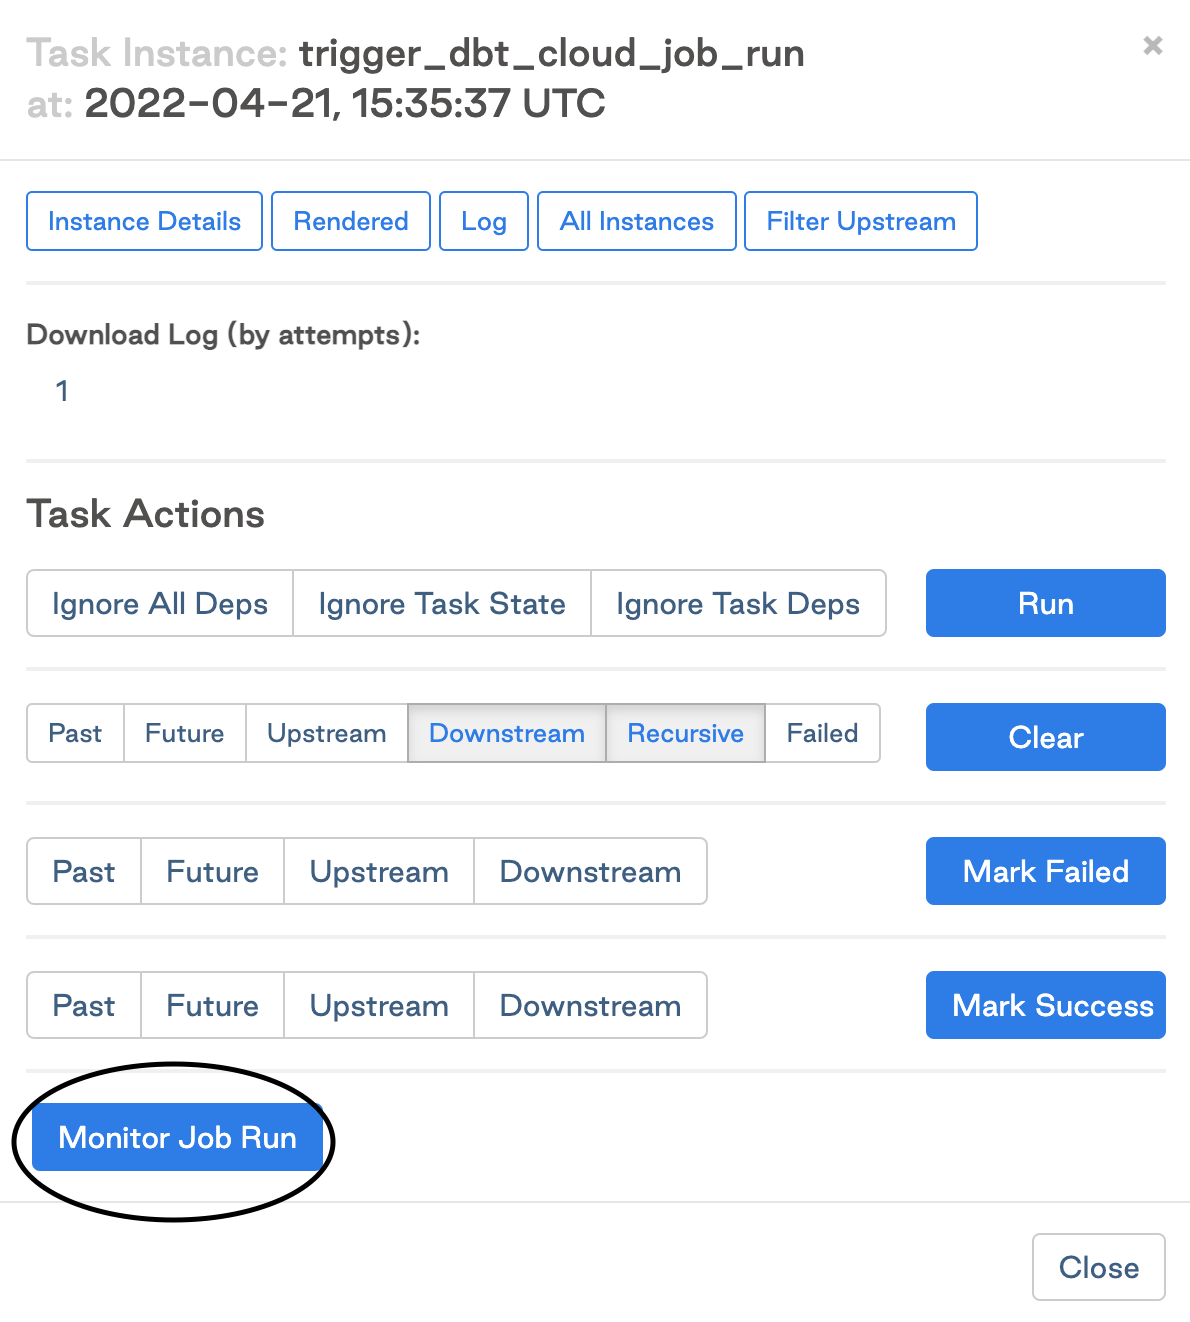 Task Instance: trigger_dbt_cloud_job_run
at: 2022-04-21, 15:35:37 UTC
×
Instance Details Rendered Log All Instances Filter Upstream
Download Log (by attempts):
1
Task Actions
Ignore All Deps Ignore Task State Ignore Task Deps Run
Past Future Upstream Downstream Recursive Failed Clear
Past Future Upstream Downstream Mark Failed
Past Future Upstream Downstream Mark Success
Monitor Job Run
Close